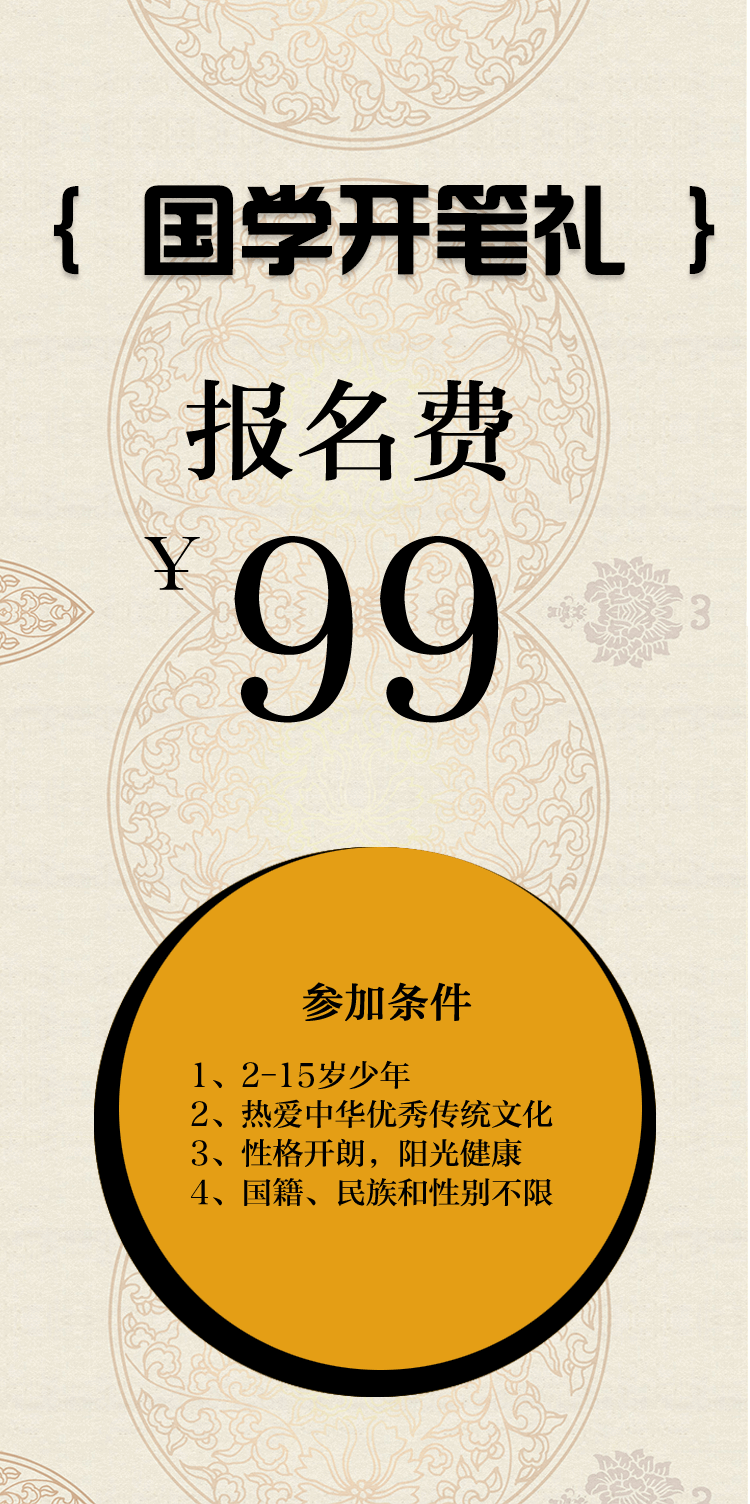 { 国学开笔礼 }
报名费
¥99
参加条件
1、2-15岁少年
2、热爱中华优秀传统文化
3、性格开朗，阳光健康
4、国籍、民族和性别不限
3